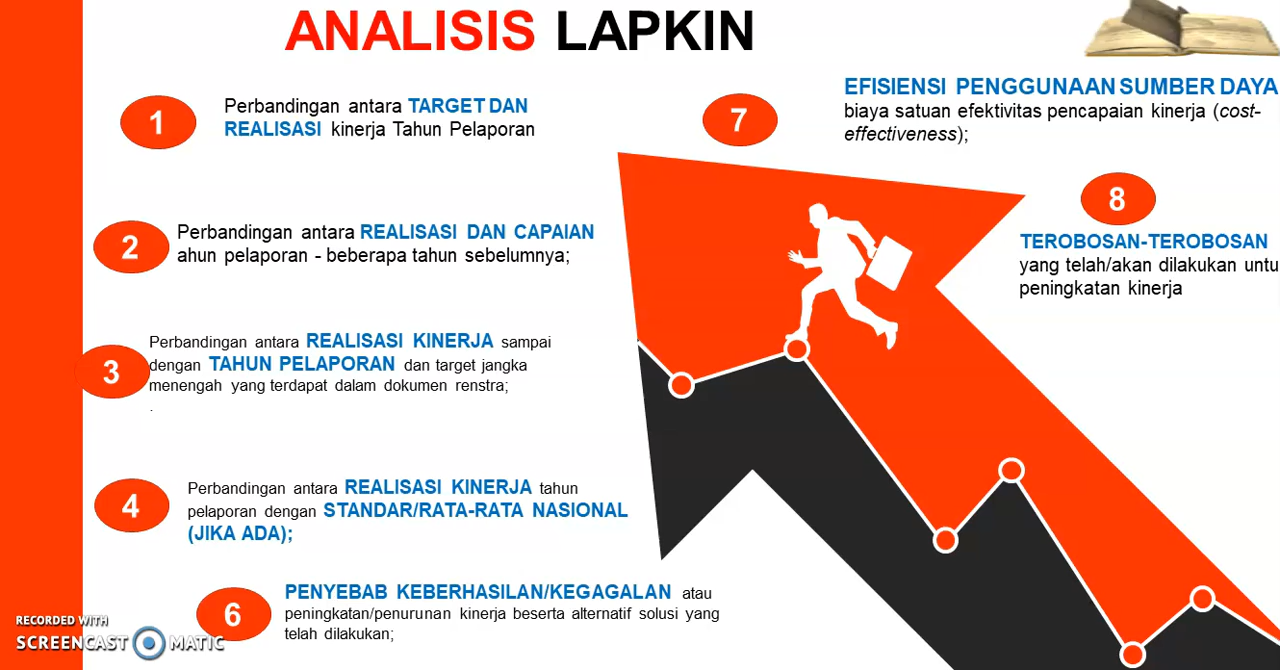 ANALISIS LAPKIN
1
Perbandingan antara TARGET DAN
REALISASI kinerja Tahun Pelaporan
2
Perbandingan antara REALISASI DAN CAPAIAN
ahun pelaporan - beberapa tahun sebelumnya;
3
Perbandingan antara REALISASI KINERJA sampai
dengan TAHUN PELAPORAN dan target jangka
menengah yang terdapat dalam dokumen renstra;
.
4
Perbandingan antara REALISASI KINERJA tahun
pelaporan dengan STANDAR/RATA-RATA NASIONAL
(JIKA ADA);
6
PENYEBAB KEBERHASILAN/KEGAGALAN atau
peningkatan/penurunan kinerja beserta alternatif solusi yang
telah dilakukan;
7
EFISIENSI PENGGUNAAN SUMBER DAYA
biaya satuan efektivitas pencapaian kinerja (cost-
effectiveness);
8
TEROBOSAN-TEROBOSAN
yang telah/akan dilakukan untu
peningkatan kinerja
RECORDED WITH
SCREENCAST MATIC